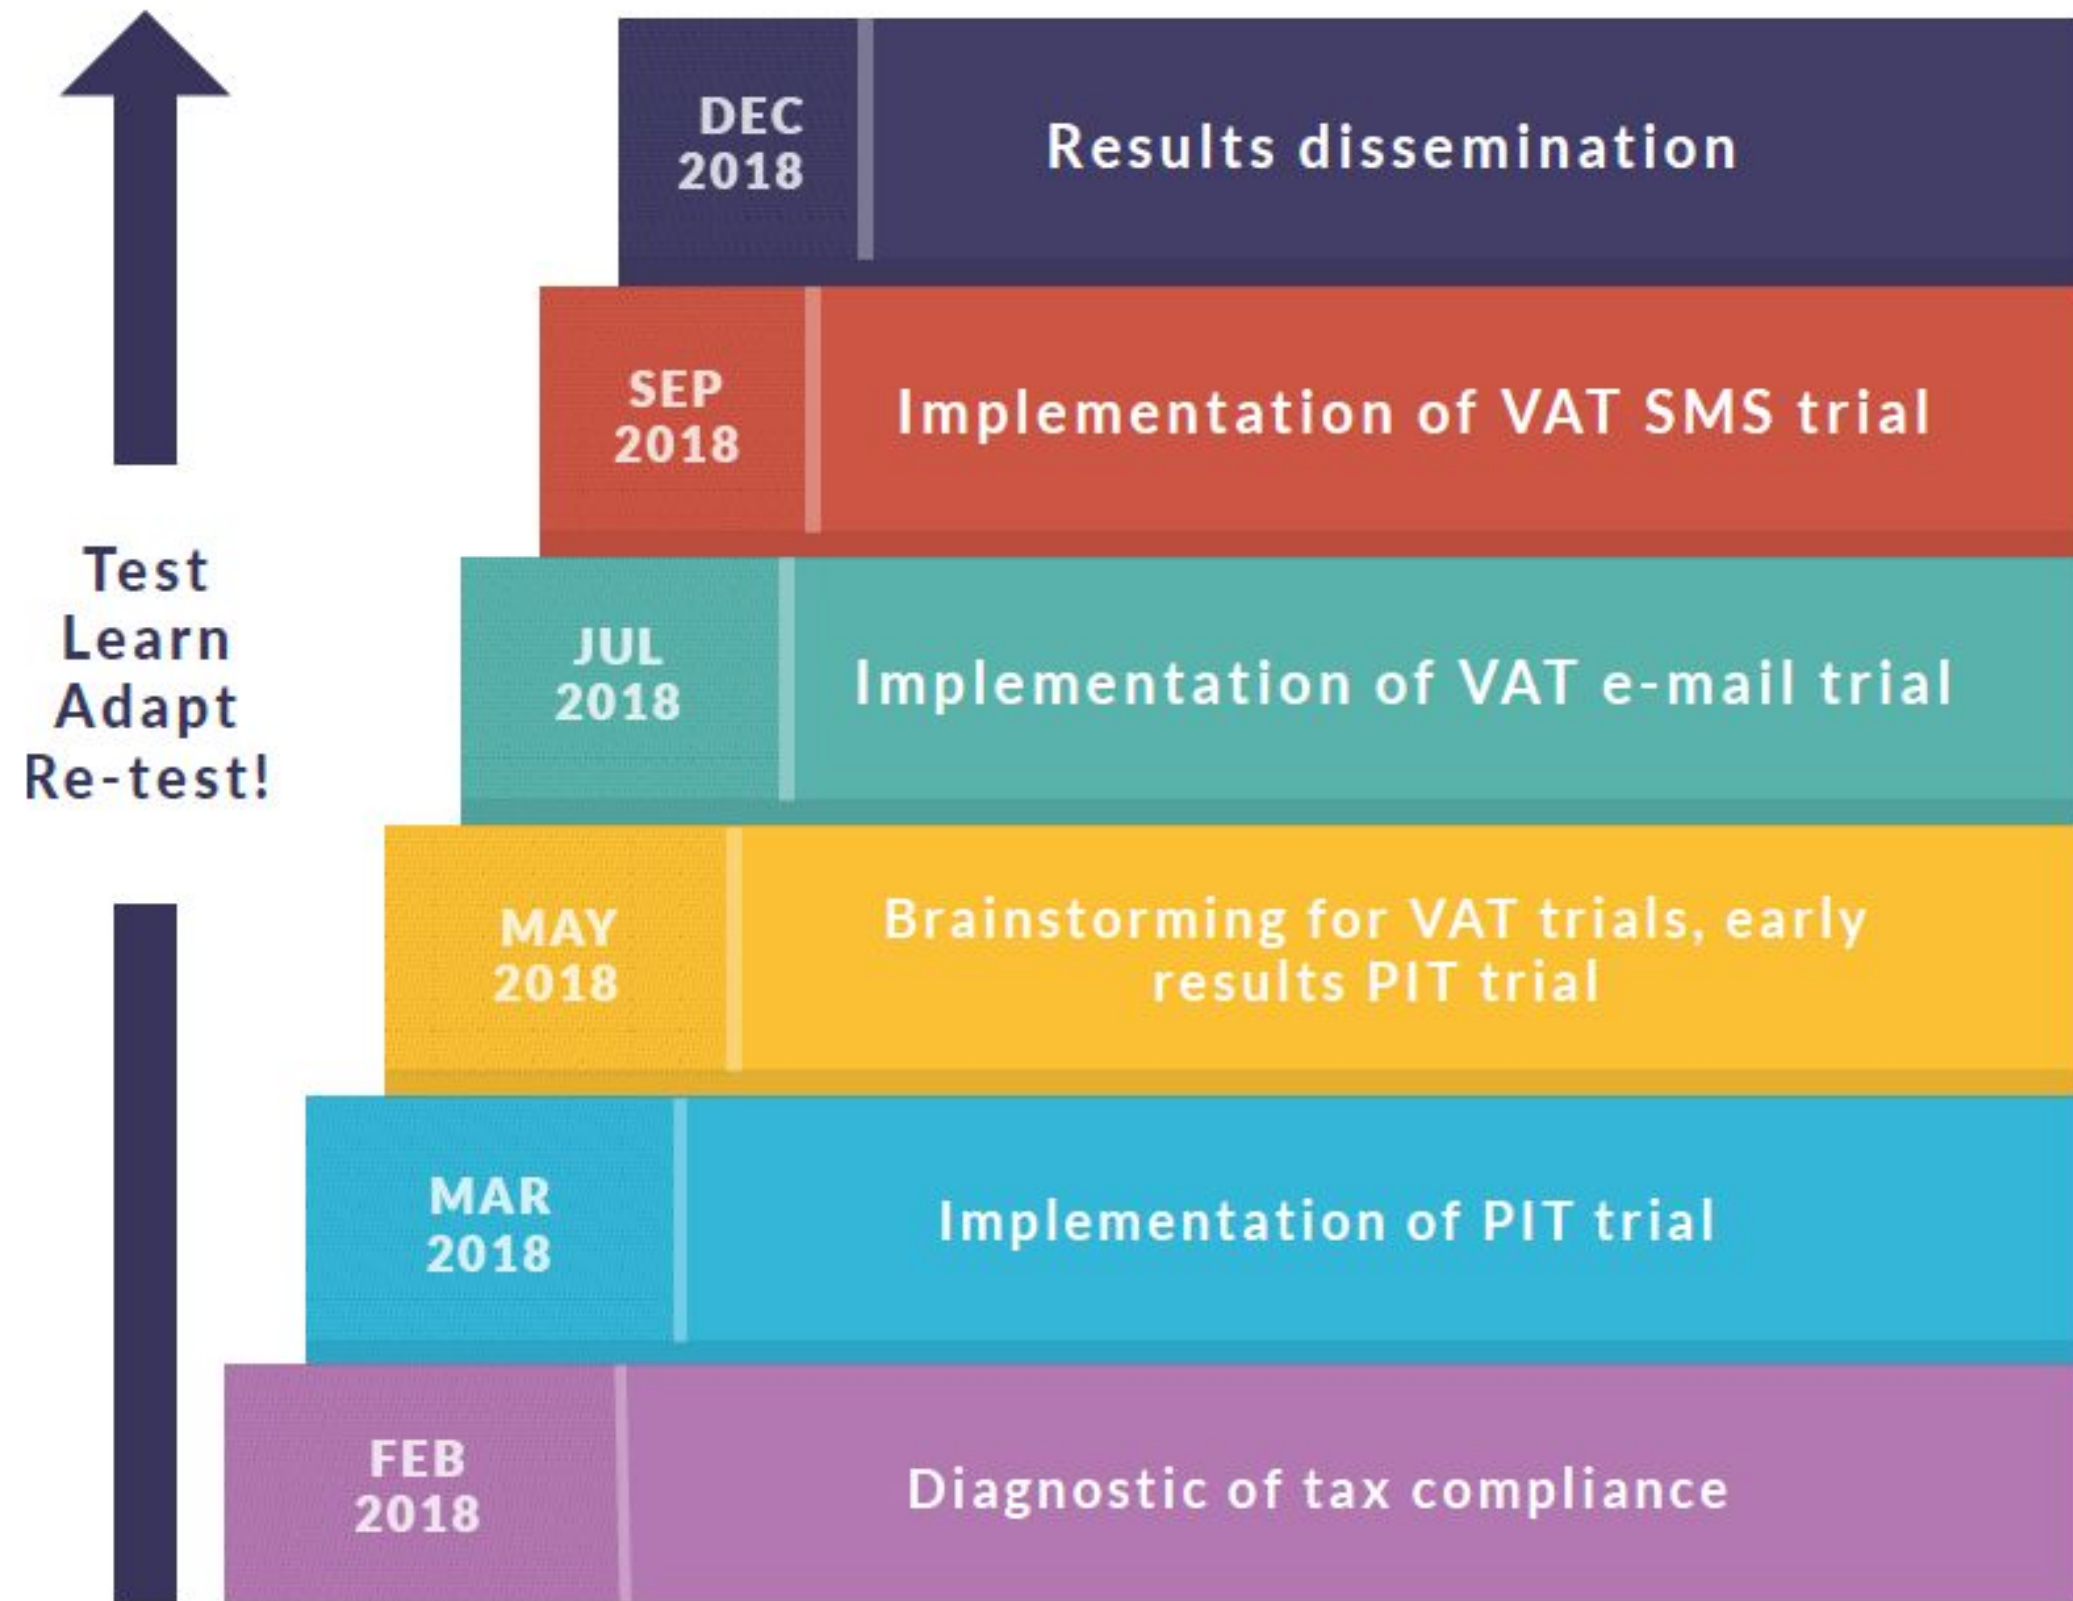 DEC
2018
Results dissemination
SEP
2018
Implementation of VAT SMS trial
Test
Learn
Adapt
Re-test!
JUL
2018
Implementation of VAT e-mail trial
MAY
2018
Brainstorming for VAT trials, early
results PIT trial
MAR
2018
Implementation of PIT trial
FEB
2018
Diagnostic of tax compliance